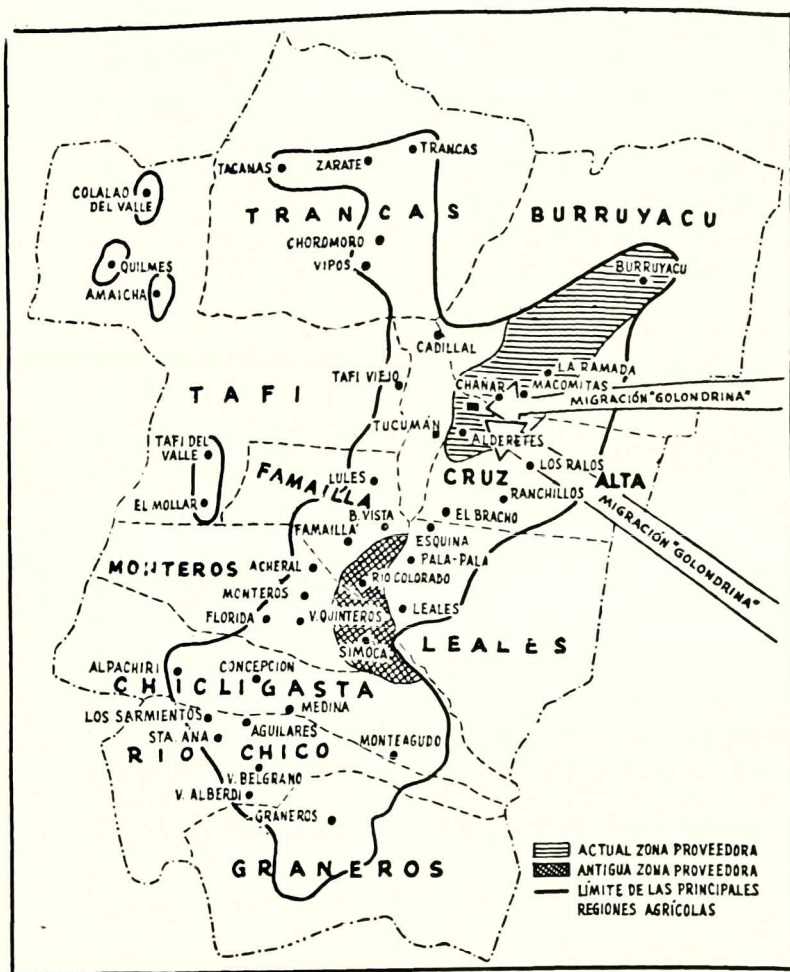 TRANCAS
TACANAS
ZARATE
COLALAO
DEL VALLE
TRANCAS
BURRUYACU
CHOROMORO
QUILMES
VIPOS
BURRUYACU
AMAICHA
CADILLAL
LA RAMADA
TAFI VIEJO
CHAÑAR
MACOMITAS
TAFI
MIGRACIÓN "GOLONDRINA"
TUCUMÁN
ALDERETES
TAFI DEL
VALLE
LOS RALOS
FAMAILLA
LULES
CRUZ ALTA
RANCHILLOS
EL MOLLAR
B. VISTA
EL BRACHO
MIGRACIÓN "GOLONDRINA"
FAMAILLÁ
ESQUINA
PALA-PALA
MONTEROS
ACHERAL
RIO COLORADO
MONTEROS
LEALES
FLORIDA
V. QUINTEROS
LEALES
SIMOCA
ALPACHIRI
CONCEPCION
CHICLIGASTA
MEDINA
LOS SARMIENTOS
AGUILARES
STA. ANA
MONTEAGUDO
RIO CHICO
V. BELGRANO
V. ALBERDI
GRANEROS
GRANEROS
ACTUAL ZONA PROVEEDORA
ANTIGUA ZONA PROVEEDORA
LÍMITE DE LAS PRINCIPALES
REGIONES AGRÍCOLAS